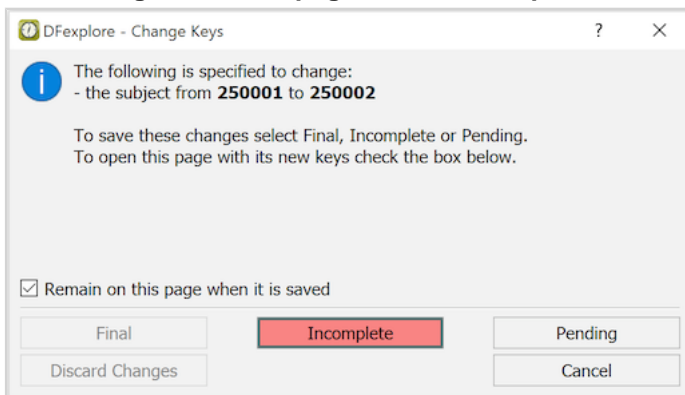 DFexplore - Change Keys ? ×
The following is specified to change:
- the subject from 250001 to 250002
To save these changes select Final, Incomplete or Pending.
To open this page with its new keys check the box below.
Remain on this page when it is saved
Final Incomplete Pending
Discard Changes Cancel